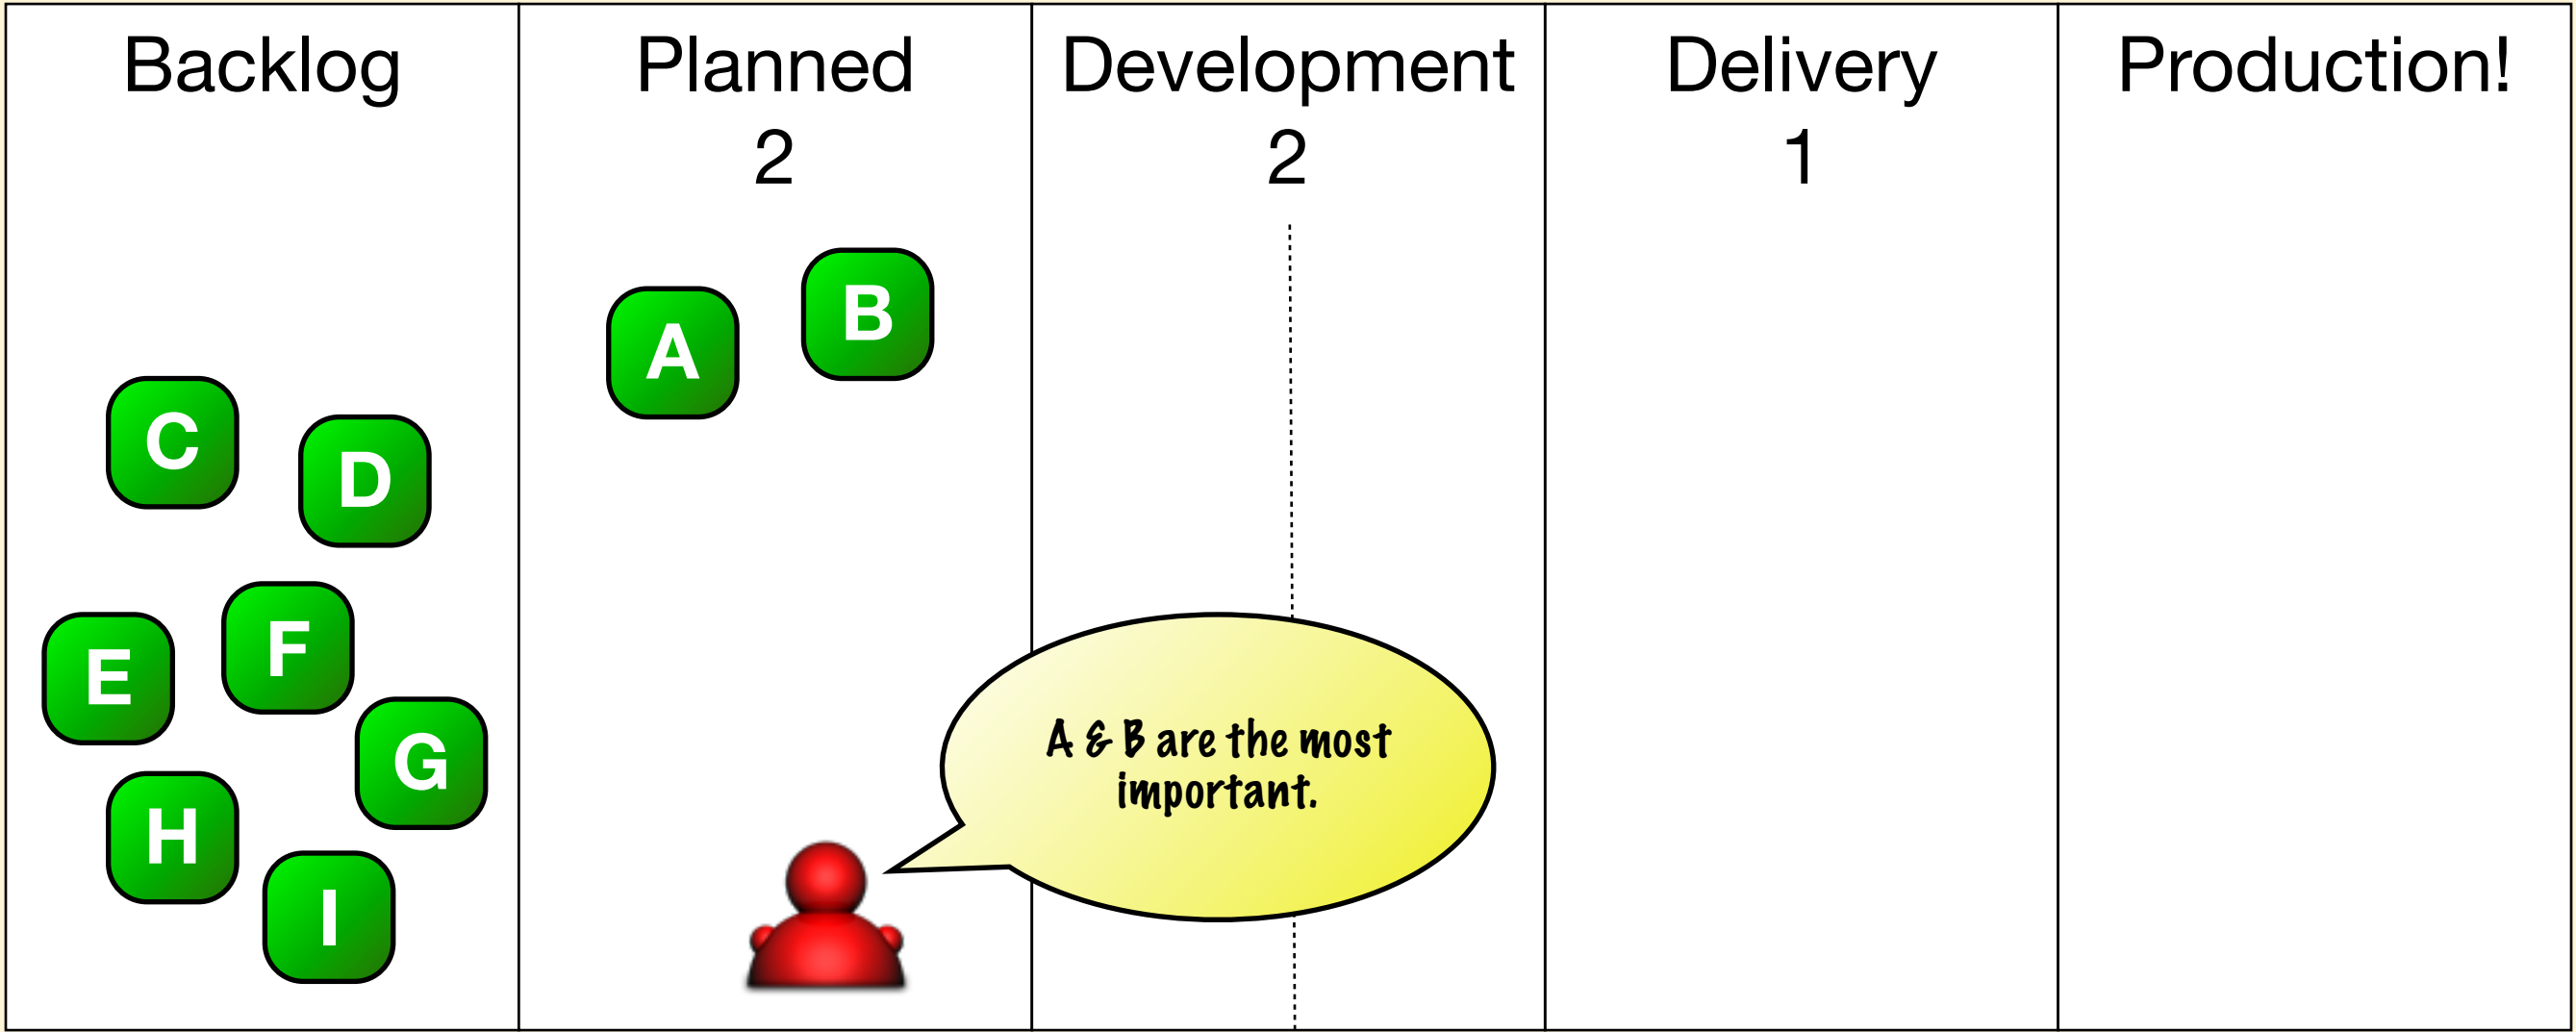 Backlog
Planned
Development
Delivery
Production!
2
2
1
A
B
C
D
E
F
G
H
I
A & B are the most
important.